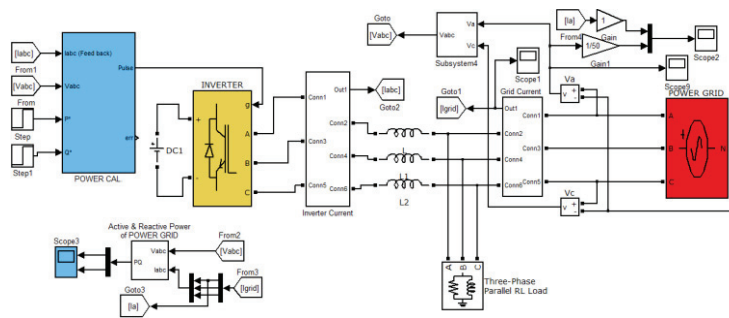 [Iabc]
From1
[Vabc]
From
Step
Step1
Iabc (Feed back)
Vabc
P*
Q*
Pulse
err
POWER CAL.
DC1
+
-
INVERTER
g
A
B
C
+
-
Conn1
Conn3
Conn5
Out1
Conn2
Conn4
Conn6
Inverter Current
[Iabc]
Goto2
L
L1
L2
Goto
[Vabc]
Vabc
Va
Vc
Subsystem4
Goto1
[Igrid]
Scope1
Grid Current
Out1
Conn2
Conn4
Conn6
Conn1
Conn3
Conn5
[Ia]
From4
1
Gain
1/50
Gain1
Scope2
Scope9
Va
v
+
-
Vc
v
+
-
POWER GRID
A
B
C
N
A
B
C
Three-Phase
Parallel RL Load
Active & Reactive Power
of POWER GRID
Scope3
PQ
Vabc
Iabc
From2
[Vabc]
From3
[Igrid]
Goto3
[Ia]